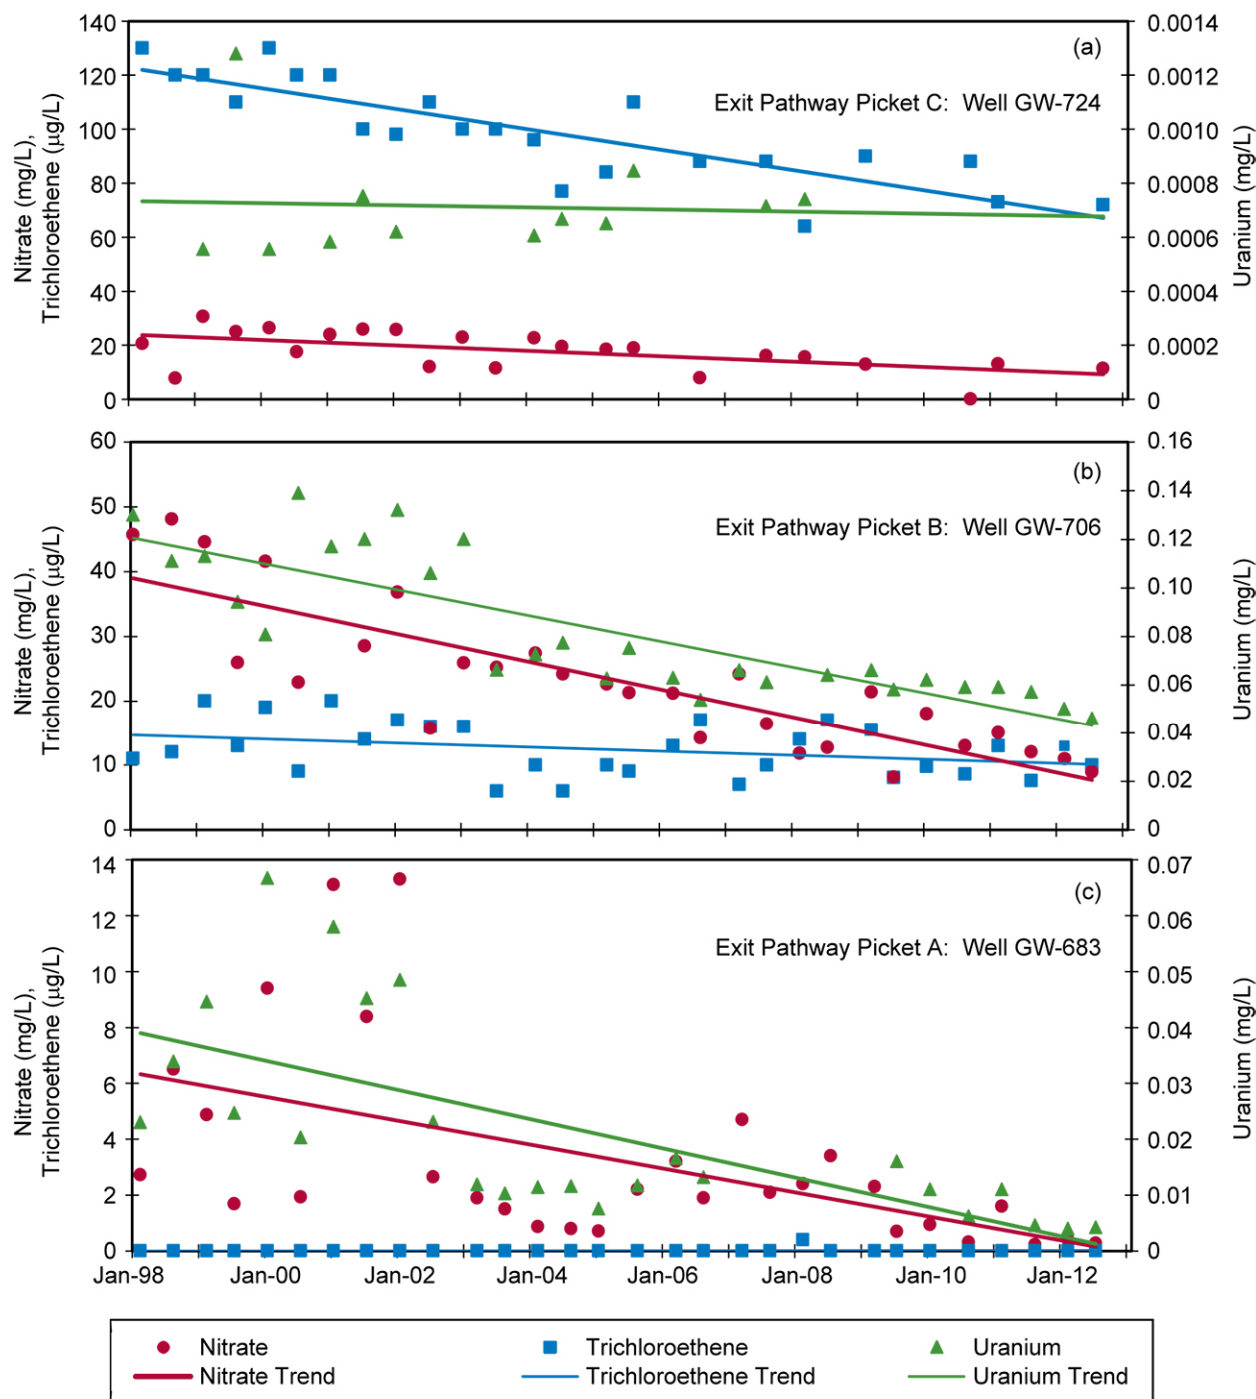 140
120
100
80
60
40
20
0
Nitrate (mg/L),
Trichloroethene (µg/L)
(a)
Exit Pathway Picket C: Well GW-724
0.0014
0.0012
0.0010
0.0008
0.0006
0.0004
0.0002
0
Uranium (mg/L)
60
50
40
30
20
10
0
Nitrate (mg/L),
Trichloroethene (µg/L)
(b)
Exit Pathway Picket B: Well GW-706
0.16
0.14
0.12
0.10
0.08
0.06
0.04
0.02
0
Uranium (mg/L)
14
12
10
8
6
4
2
0
Nitrate (mg/L),
Trichloroethene (µg/L)
(c)
Exit Pathway Picket A: Well GW-683
0.07
0.06
0.05
0.04
0.03
0.02
0.01
0
Uranium (mg/L)
Jan-98 Jan-00 Jan-02 Jan-04 Jan-06 Jan-08 Jan-10 Jan-12
Nitrate Trichloroethene Uranium
Nitrate Trend Trichloroethene Trend Uranium Trend